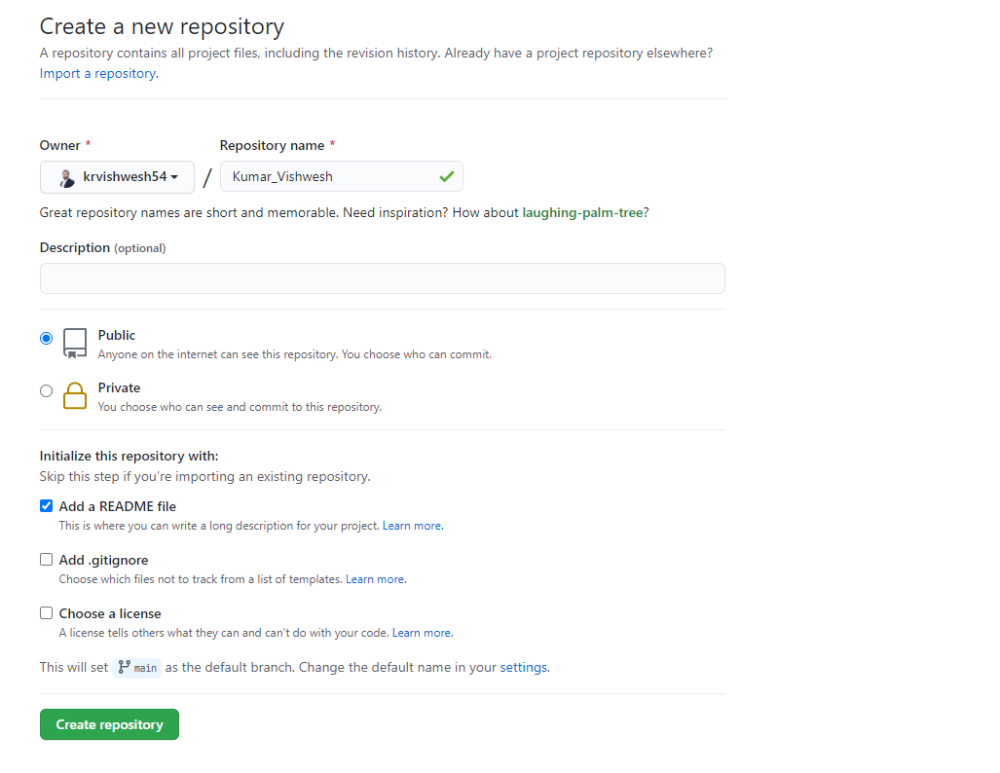 Create a new repository
A repository contains all project files, including the revision history. Already have a project repository elsewhere?
Import a repository.
Owner * Repository name *
krvishwesh54 / Kumar_Vishwesh
Great repository names are short and memorable. Need inspiration? How about laughing-palm-tree?
Description (optional)
Public
Anyone on the internet can see this repository. You choose who can commit.
Private
You choose who can see and commit to this repository.
Initialize this repository with:
Skip this step if you're importing an existing repository.
Add a README file
This is where you can write a long description for your project. Learn more.
Add .gitignore
Choose which files not to track from a list of templates. Learn more.
Choose a license
A license tells others what they can and can't do with your code. Learn more.
This will set main as the default branch. Change the default name in your settings.
Create repository